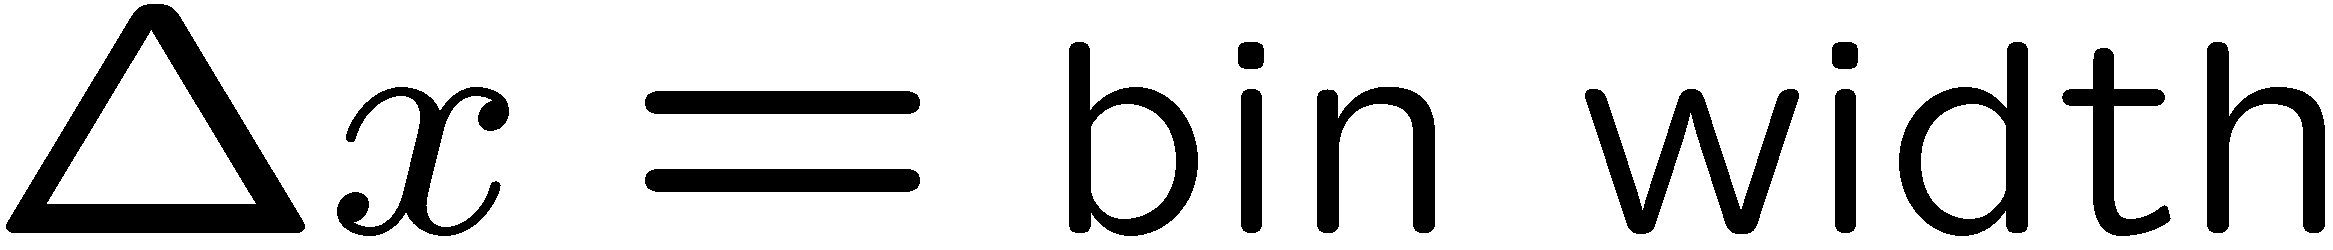 Δx = bin width